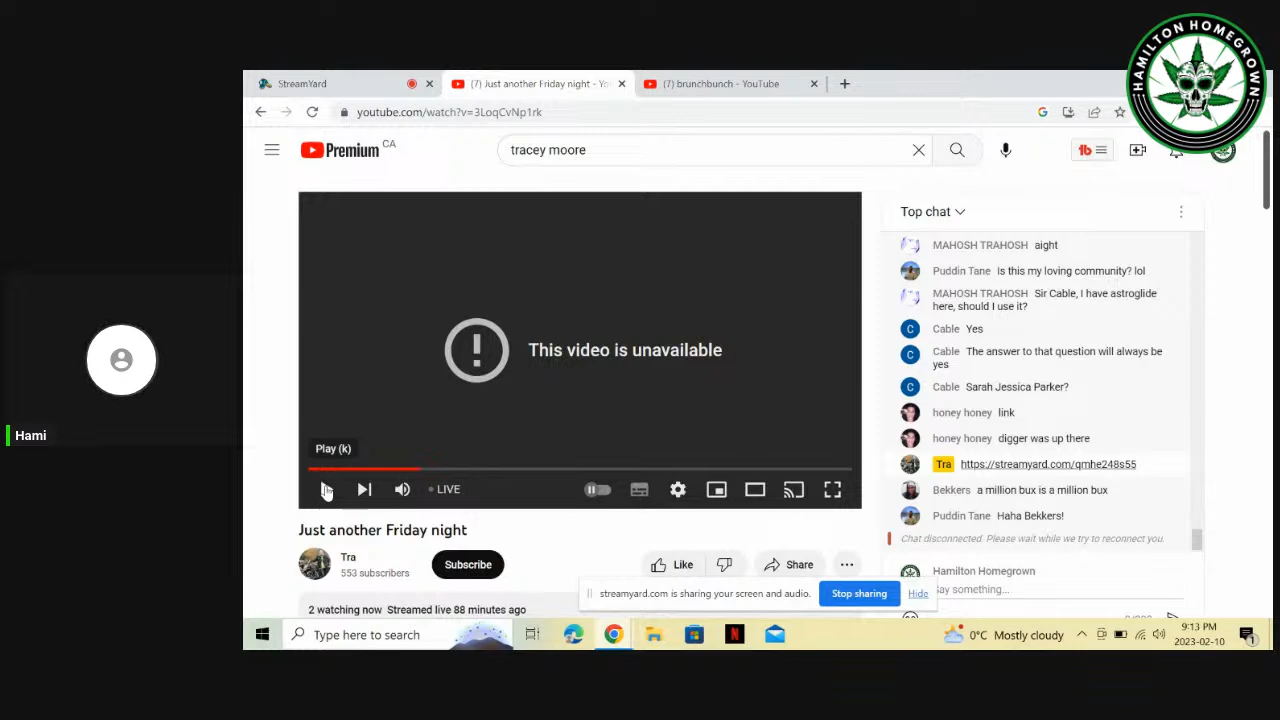 HAMILTON HOMEGROWN
StreamYard
(7) Just another Friday night - Yo
(7) brunchbunch - YouTube
youtube.com/watch?v=3LoqCvNp1rk
Premium CA
tracey moore
Top chat
MAHOSH TRAHOSH aight
Puddin Tane Is this my loving community? lol
MAHOSH TRAHOSH Sir Cable, I have astroglide
here, should I use it?
C Cable Yes
C Cable The answer to that question will always be
yes
C Cable Sarah Jessica Parker?
honey honey link
honey honey digger was up there
Tra https://streamyard.com/qmhe248s55
Bekkers a million bux is a million bux
Puddin Tane Haha Bekkers!
Chat disconnected. Please wait while we try to reconnect you.
Hamilton Homegrown
Say something...
This video is unavailable
Play (k)
LIVE
Just another Friday night
Tra
553 subscribers
Subscribe
Like
Share
2 watching now Streamed live 88 minutes ago
streamyard.com is sharing your screen and audio.
Stop sharing
Hide
Hami
Type here to search
0°C Mostly cloudy
9:13 PM
2023-02-10
1